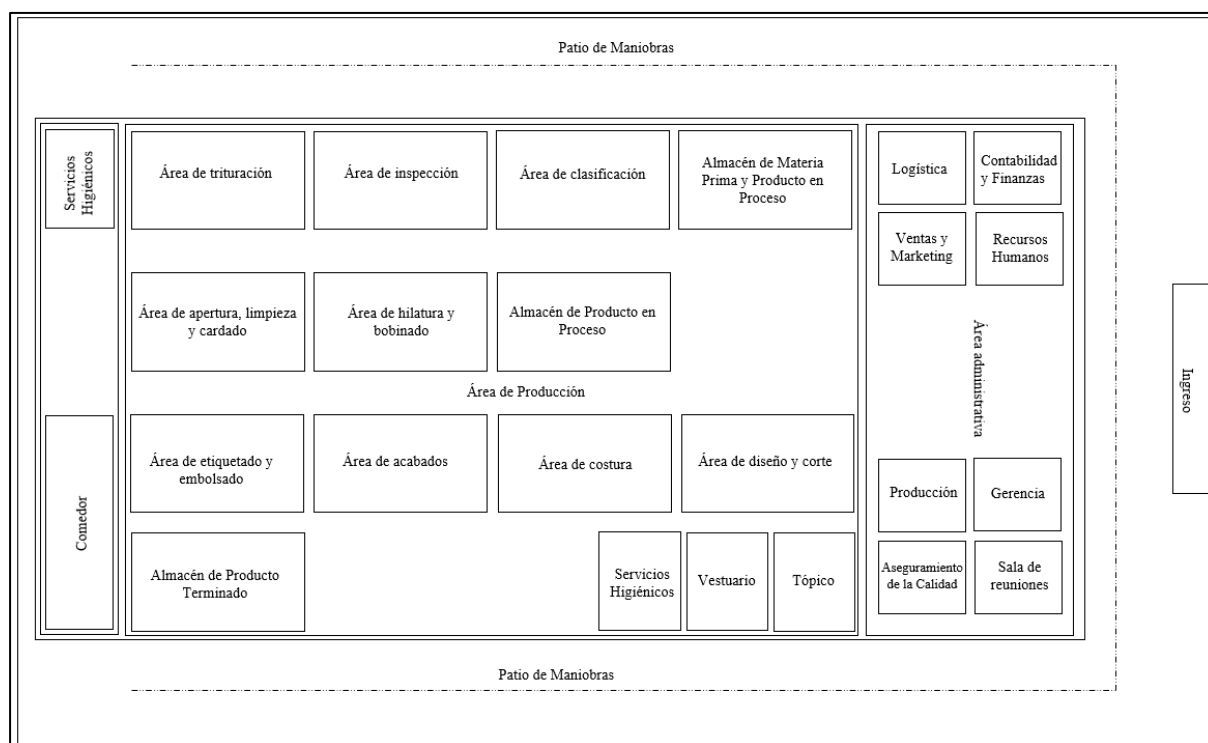 Patio de Maniobras
Servicios
Higiénicos
Área de trituración
Área de inspección
Área de clasificación
Almacén de Materia
Prima y Producto en
Proceso
Logística
Contabilidad
y Finanzas
Ventas y
Marketing
Recursos
Humanos
Área de apertura, limpieza
y cardado
Área de hilatura y
bobinado
Almacén de Producto en
Proceso
Área administrativa
Ingreso
Área de Producción
Comedor
Área de etiquetado y
embolsado
Área de acabados
Área de costura
Área de diseño y corte
Producción
Gerencia
Almacén de Producto
Terminado
Servicios
Higiénicos
Vestuario
Tópico
Aseguramiento
de la Calidad
Sala de
reuniones
Patio de Maniobras